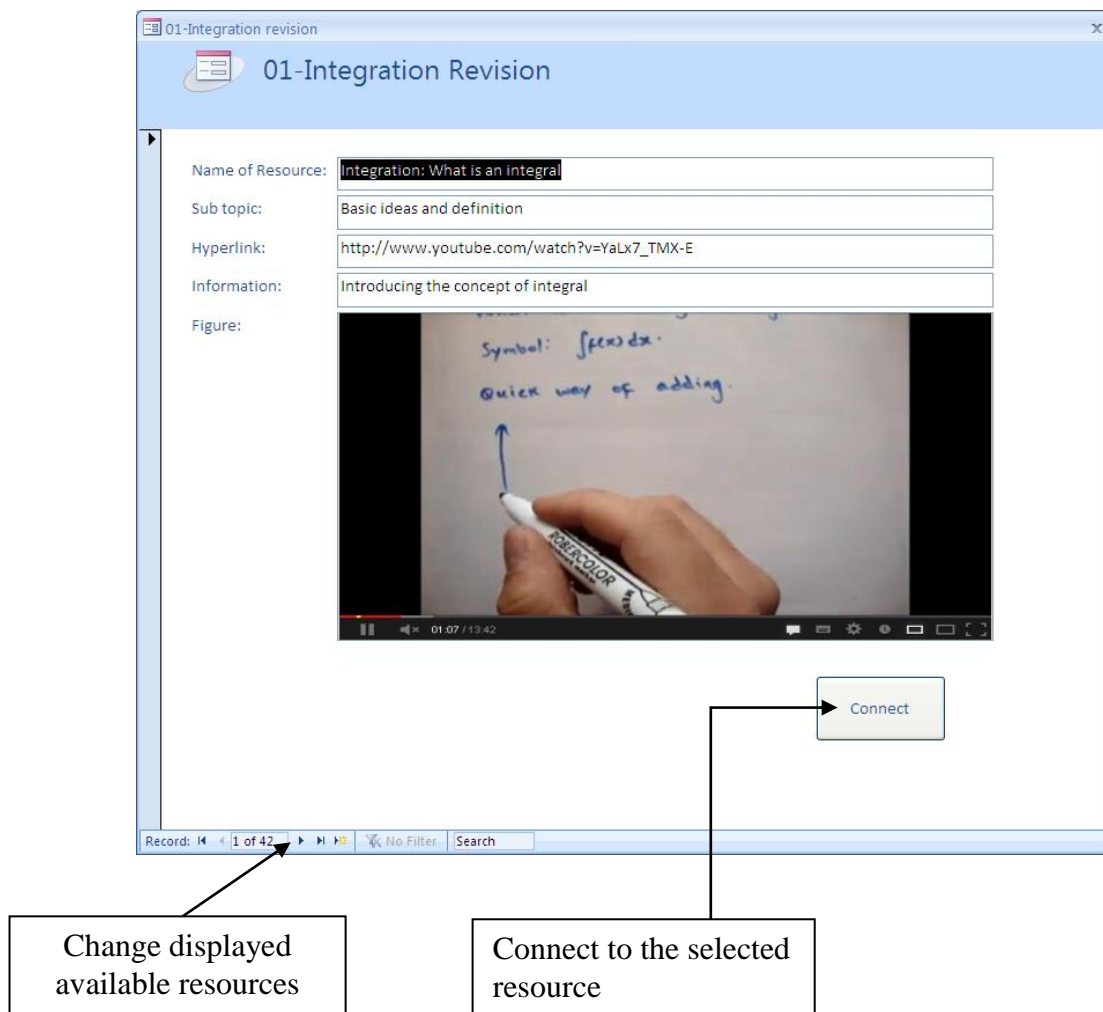 01-Integration revision
x
01-Integration Revision
Name of Resource: Integration: What is an integral
Sub topic: Basic ideas and definition
Hyperlink: http://www.youtube.com/watch?v=YaLx7_TMX-E
Information: Introducing the concept of integral
Figure:
Symbol: ∫f(x)dx.
Quick way of adding.
ROBERCOLOR
01:07 / 13:42
Connect
Record: 1 of 42 No Filter Search
Change displayed
available resources
Connect to the selected
resource